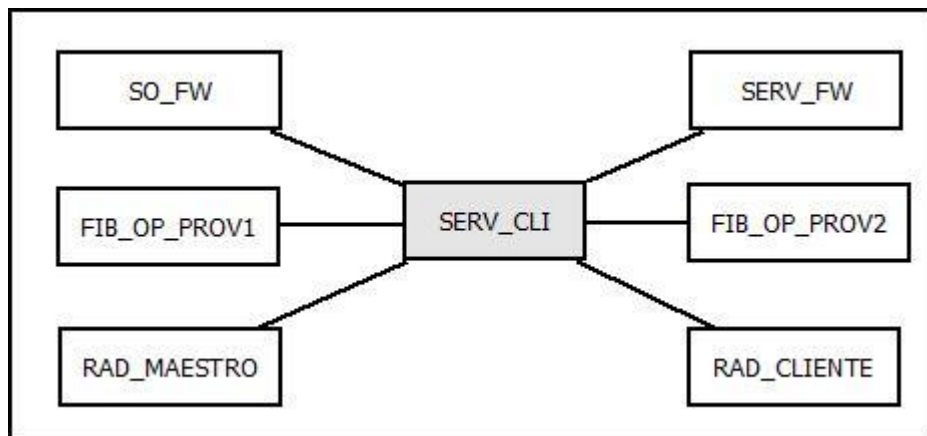 SO_FW
SERV_FW
SERV_CLI
FIB_OP_PROV1
FIB_OP_PROV2
RAD_MAESTRO
RAD_CLIENTE